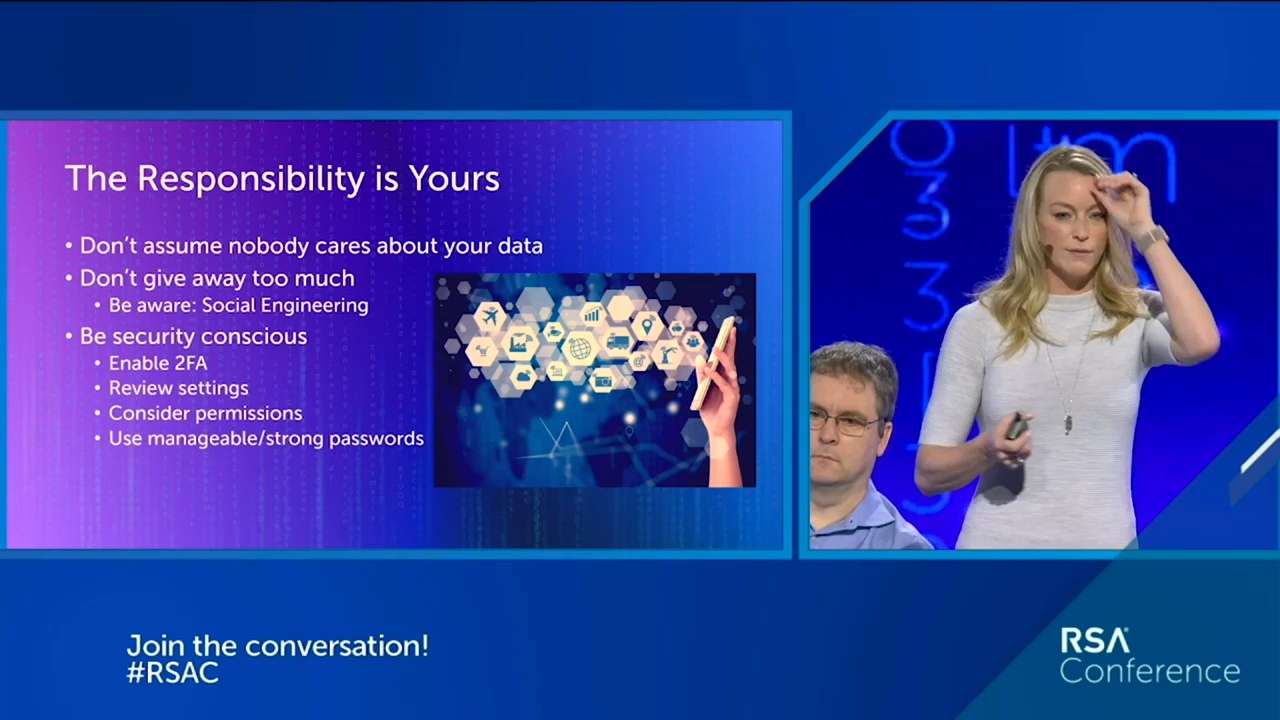 The Responsibility is Yours
• Don’t assume nobody cares about your data
• Don’t give away too much
• Be aware: Social Engineering
• Be security conscious
• Enable 2FA
• Review settings
• Consider permissions
• Use manageable/strong passwords
Join the conversation!
#RSAC
RSA
Conference